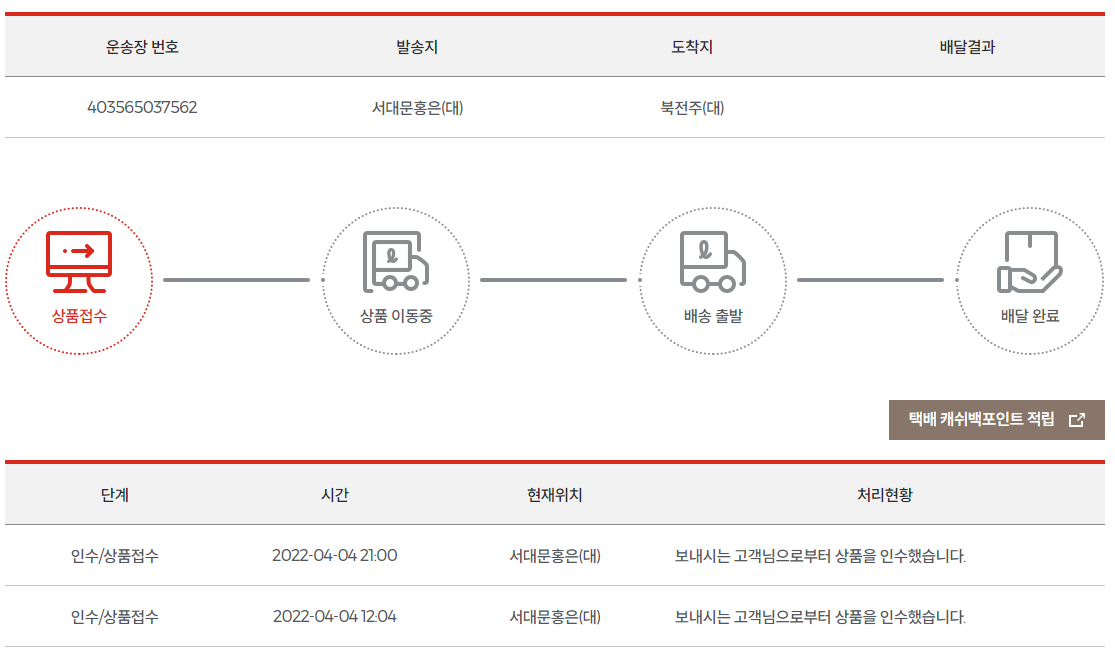 운송장 번호 발송지 도착지 배달결과
403565037562 서대문홍은(대) 북전주(대)
상품접수 상품 이동중 배송 출발 배달 완료
택배 캐쉬백포인트 적립
단계 시간 현재위치 처리현황
인수/상품접수 2022-04-04 21:00 서대문홍은(대) 보내시는 고객님으로부터 상품을 인수했습니다.
인수/상품접수 2022-04-04 12:04 서대문홍은(대) 보내시는 고객님으로부터 상품을 인수했습니다.